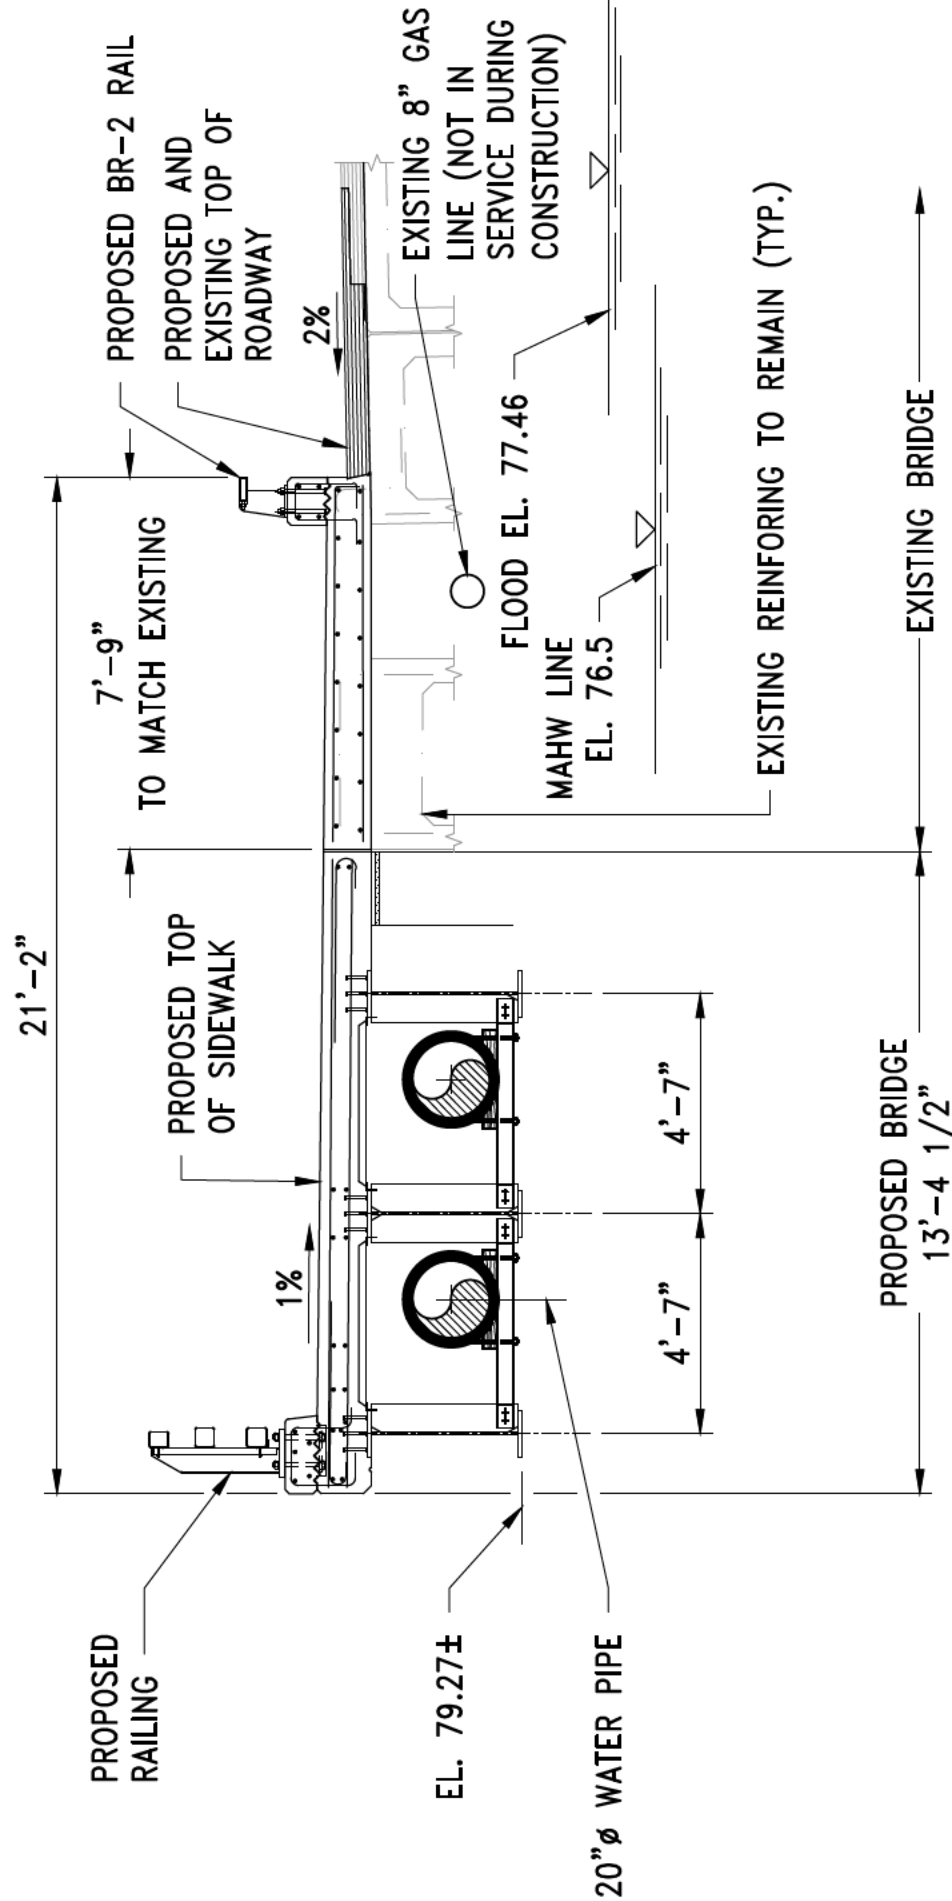 21'-2"
7'-9"
TO MATCH EXISTING
PROPOSED BR-2 RAIL
PROPOSED AND
EXISTING TOP OF
ROADWAY
PROPOSED
RAILING
PROPOSED TOP
OF SIDEWALK
1%
2%
EXISTING 8" GAS
LINE (NOT IN
SERVICE DURING
CONSTRUCTION)
EL. 79.27±
20"ø WATER PIPE
FLOOD EL. 77.46
MAHW LINE
EL. 76.5
4'-7"
4'-7"
EXISTING REINFORING TO REMAIN (TYP.)
PROPOSED BRIDGE
13'-4 1/2"
EXISTING BRIDGE